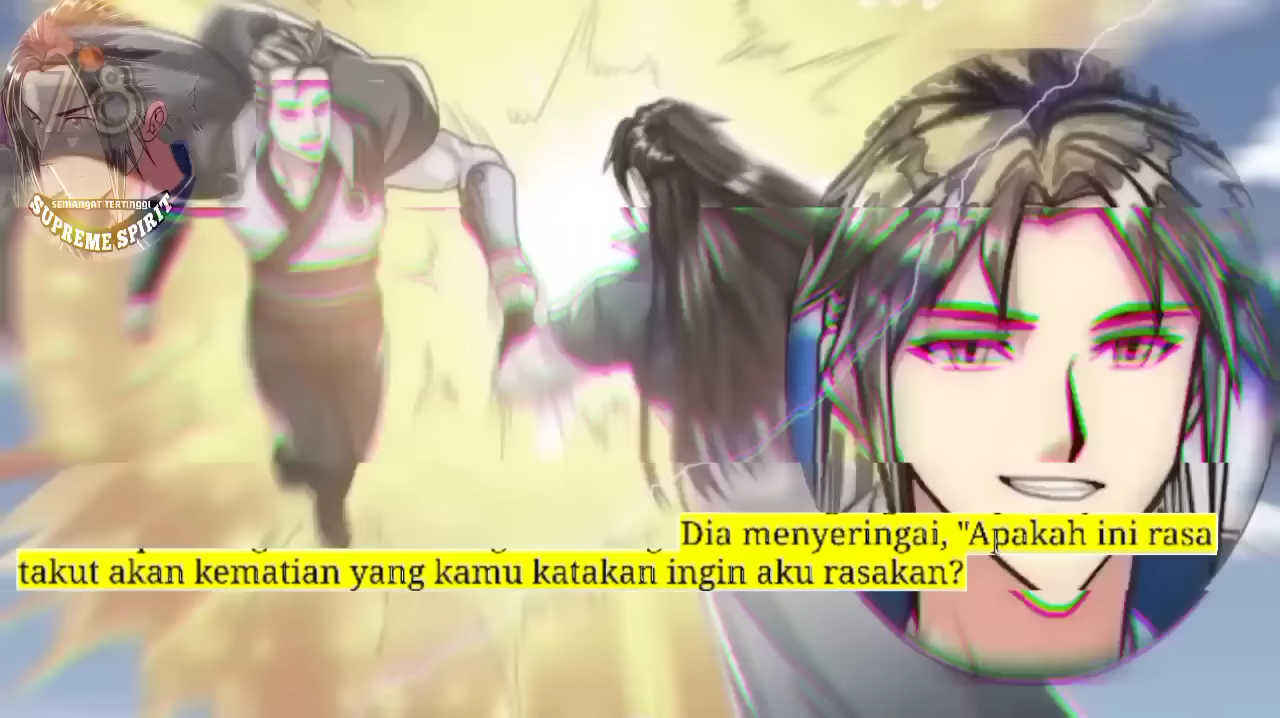 SEMANGAT TERTINGGI
SUPREME SPIRIT
Dia menyeringai, "Apakah ini rasa
takut akan kematian yang kamu katakan ingin aku rasakan?